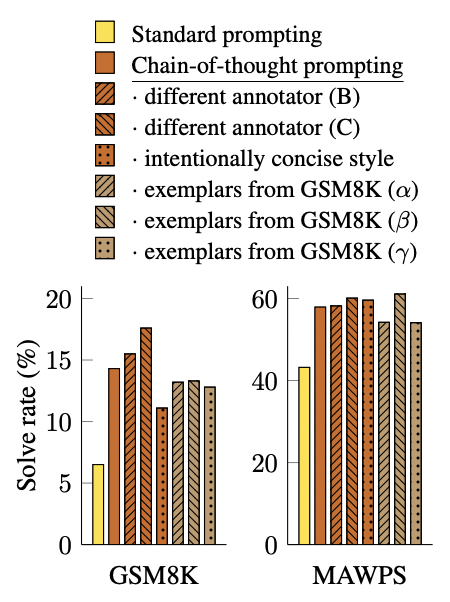 Standard prompting
Chain-of-thought prompting
· different annotator (B)
· different annotator (C)
· intentionally concise style
· exemplars from GSM8K (α)
· exemplars from GSM8K (β)
· exemplars from GSM8K (γ)
Solve rate (%)
20
15
10
5
0
GSM8K
60
40
20
0
MAWPS